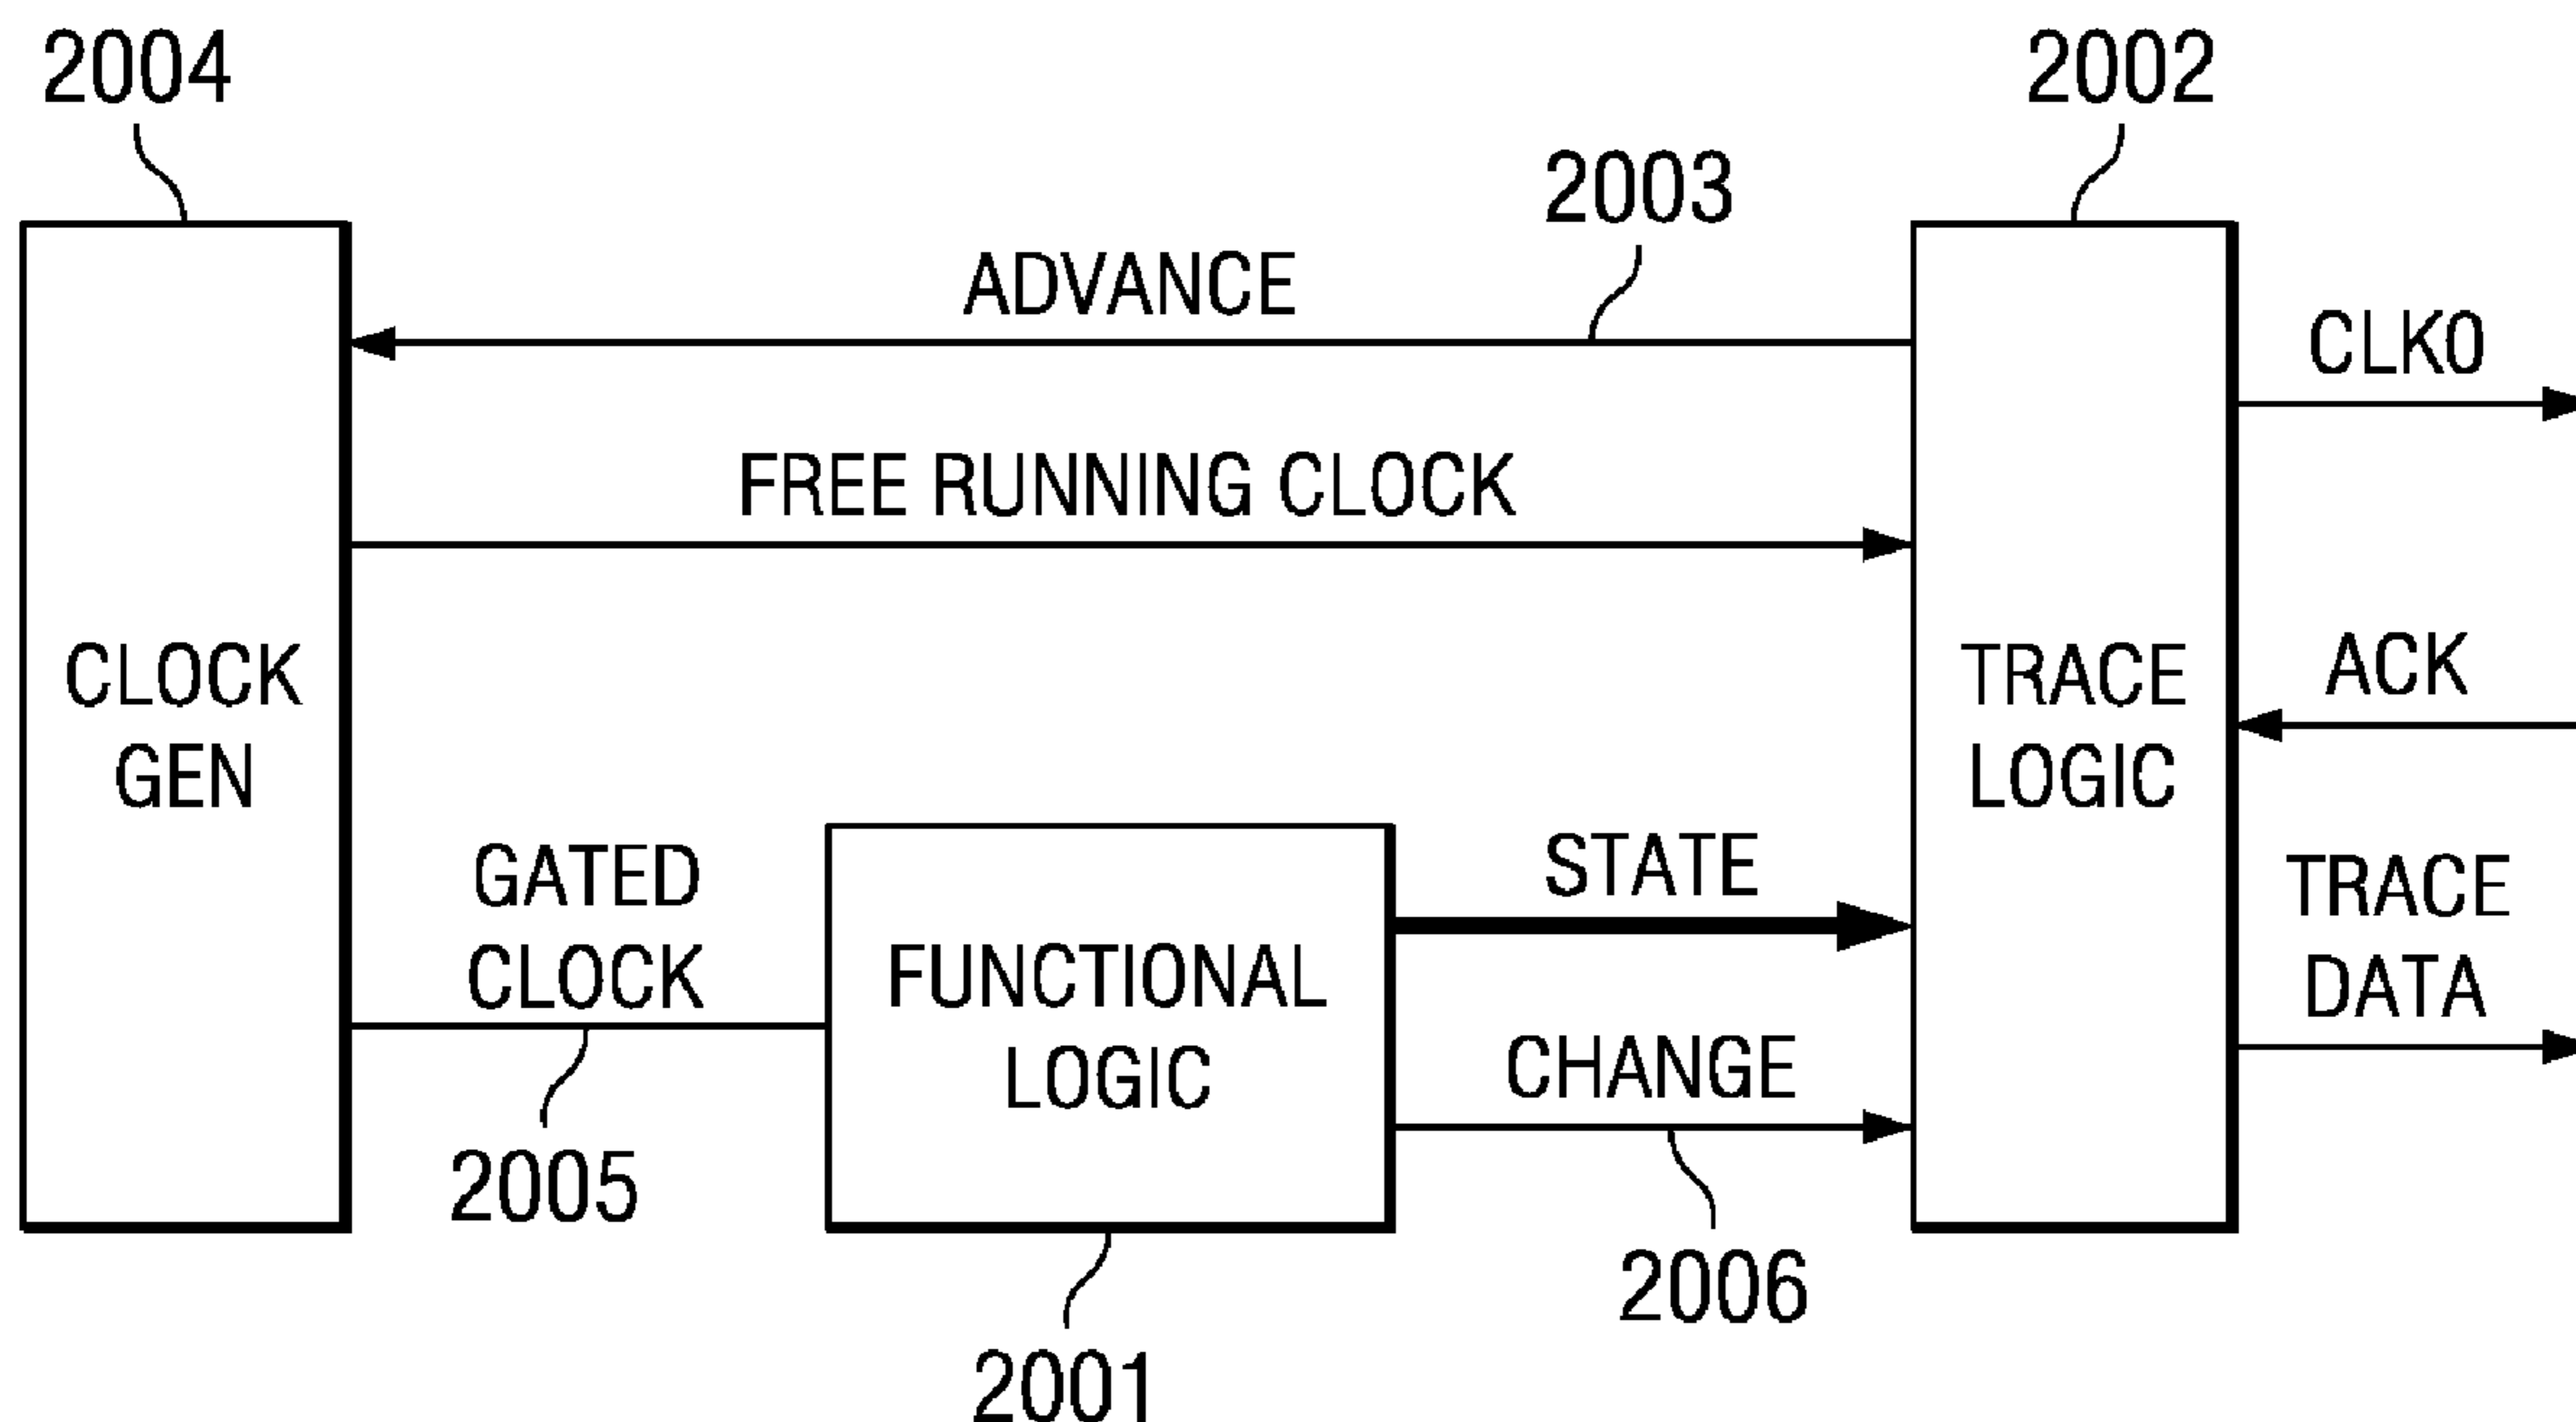 2004
2002
2003
ADVANCE
CLK0
FREE RUNNING CLOCK
CLOCK
GEN
TRACE
LOGIC
ACK
GATED
CLOCK
FUNCTIONAL
LOGIC
STATE
CHANGE
TRACE
DATA
2005
2006
2001